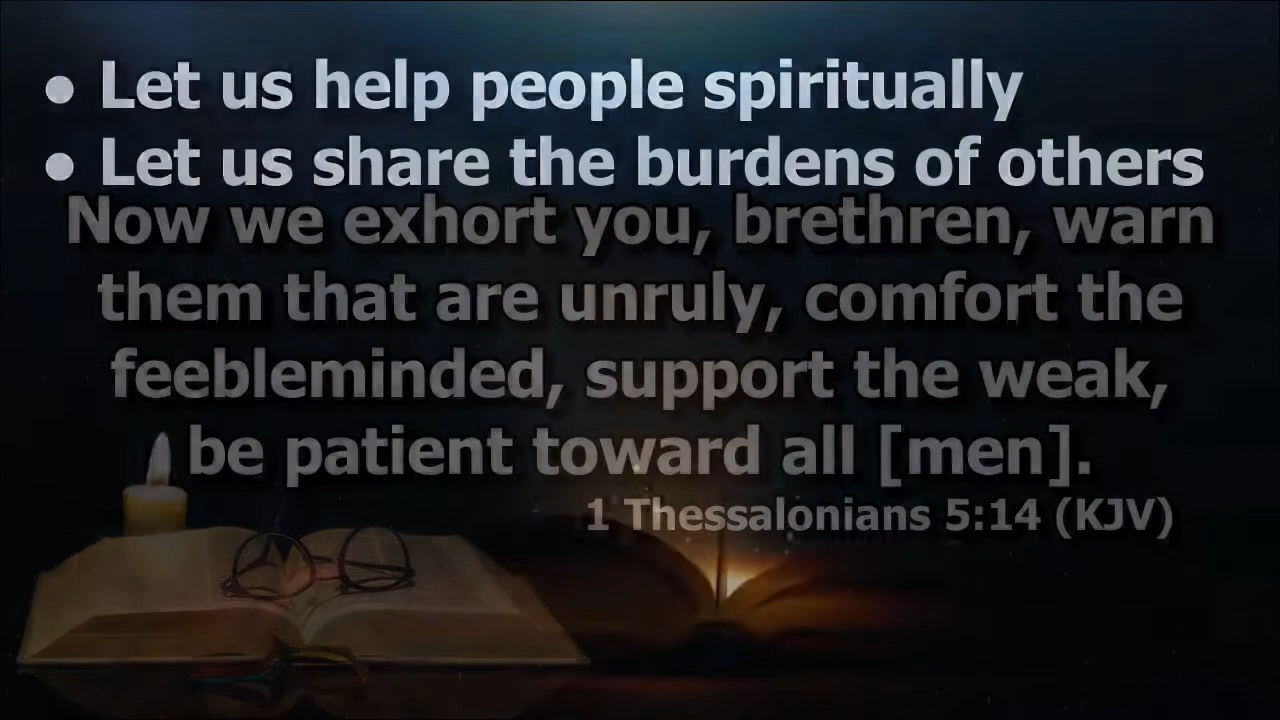 ● Let us help people spiritually
● Let us share the burdens of others
Now we exhort you, brethren, warn
them that are unruly, comfort the
feebleminded, support the weak,
be patient toward all [men].
1 Thessalonians 5:14 (KJV)